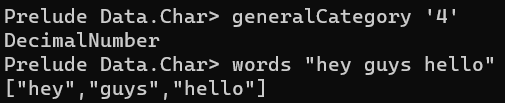 Prelude Data.Char> generalCategory '4'
DecimalNumber
Prelude Data.Char> words "hey guys hello"
["hey","guys","hello"]